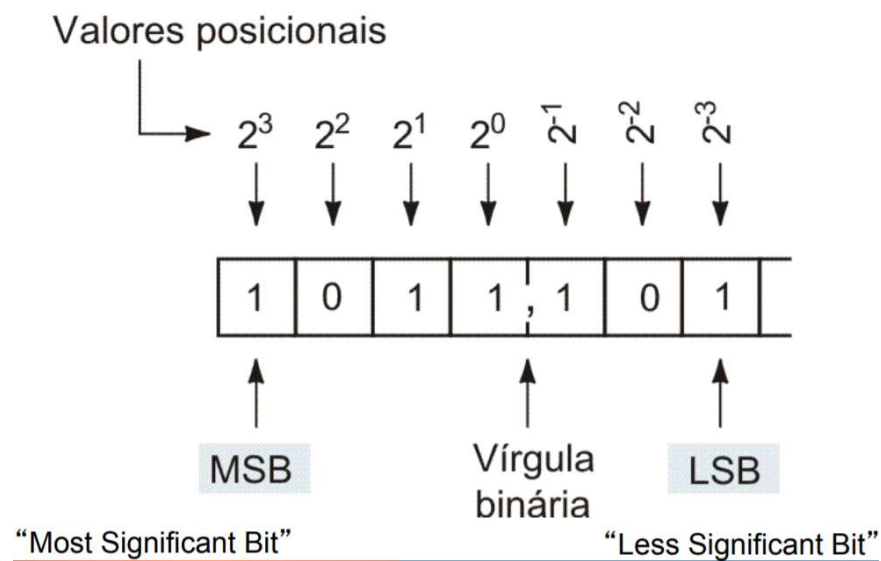 Valores posicionais
2³ 2² 2¹ 2⁰ 2⁻¹ 2⁻² 2⁻³
1 0 1 1 , 1 0 1
MSB Vírgula binária LSB
“Most Significant Bit” “Less Significant Bit”